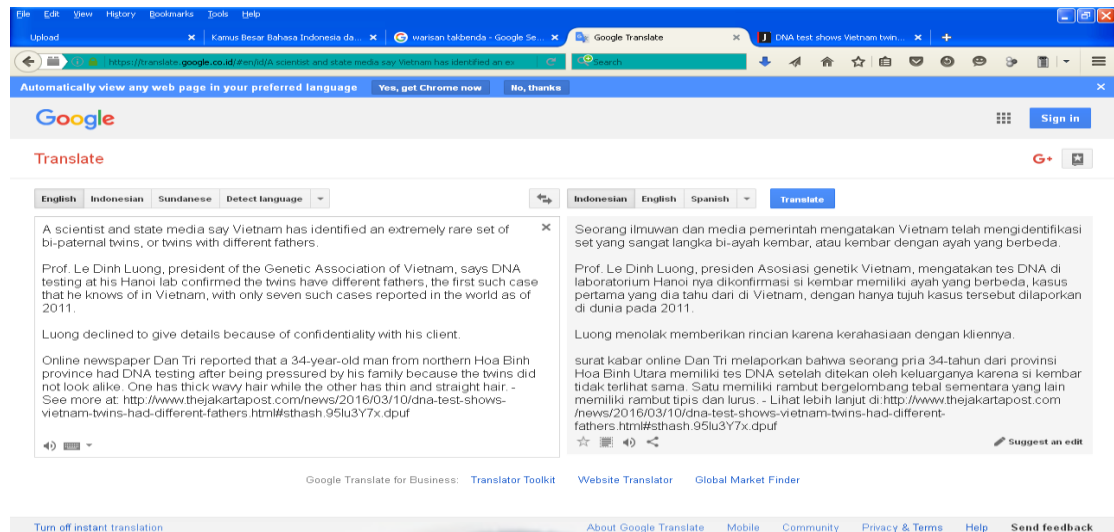 File Edit View History Bookmarks Tools Help
Upload Kamus Besar Bahasa Indonesia da... warisan takbenda - Google Se... Google Translate DNA test shows Vietnam twin...
https://translate.google.co.id/#en/id/A scientist and state media say Vietnam has identified an ex Search
Automatically view any web page in your preferred language Yes, get Chrome now No, thanks
Google Sign in
Translate G+
English Indonesian Sundanese Detect language Indonesian English Spanish Translate
A scientist and state media say Vietnam has identified an extremely rare set of
bi-paternal twins, or twins with different fathers.
Prof. Le Dinh Luong, president of the Genetic Association of Vietnam, says DNA
testing at his Hanoi lab confirmed the twins have different fathers, the first such case
that he knows of in Vietnam, with only seven such cases reported in the world as of
2011.
Luong declined to give details because of confidentiality with his client.
Online newspaper Dan Tri reported that a 34-year-old man from northern Hoa Binh
province had DNA testing after being pressured by his family because the twins did
not look alike. One has thick wavy hair while the other has thin and straight hair. -
See more at: http://www.thejakartapost.com/news/2016/03/10/dna-test-shows-
vietnam-twins-had-different-fathers.html#sthash.95lu3Y7x.dpuf
Seorang ilmuwan dan media pemerintah mengatakan Vietnam telah mengidentifikasi
set yang sangat langka bi-ayah kembar, atau kembar dengan ayah yang berbeda.
Prof. Le Dinh Luong, presiden Asosiasi genetik Vietnam, mengatakan tes DNA di
laboratorium Hanoi nya dikonfirmasi si kembar memiliki ayah yang berbeda, kasus
pertama yang dia tahu dari di Vietnam, dengan hanya tujuh kasus tersebut dilaporkan
di dunia pada 2011.
Luong menolak memberikan rincian karena kerahasiaan dengan kliennya.
surat kabar online Dan Tri melaporkan bahwa seorang pria 34-tahun dari provinsi
Hoa Binh Utara memiliki tes DNA setelah ditekan oleh keluarganya karena si kembar
tidak terlihat sama. Satu memiliki rambut bergelombang tebal sementara yang lain
memiliki rambut tipis dan lurus. - Lihat lebih lanjut di:http://www.thejakartapost.com
/news/2016/03/10/dna-test-shows-vietnam-twins-had-different-
fathers.html#sthash.95lu3Y7x.dpuf
Suggest an edit
Google Translate for Business: Translator Toolkit Website Translator Global Market Finder
Turn off instant translation About Google Translate Mobile Community Privacy & Terms Help Send feedback